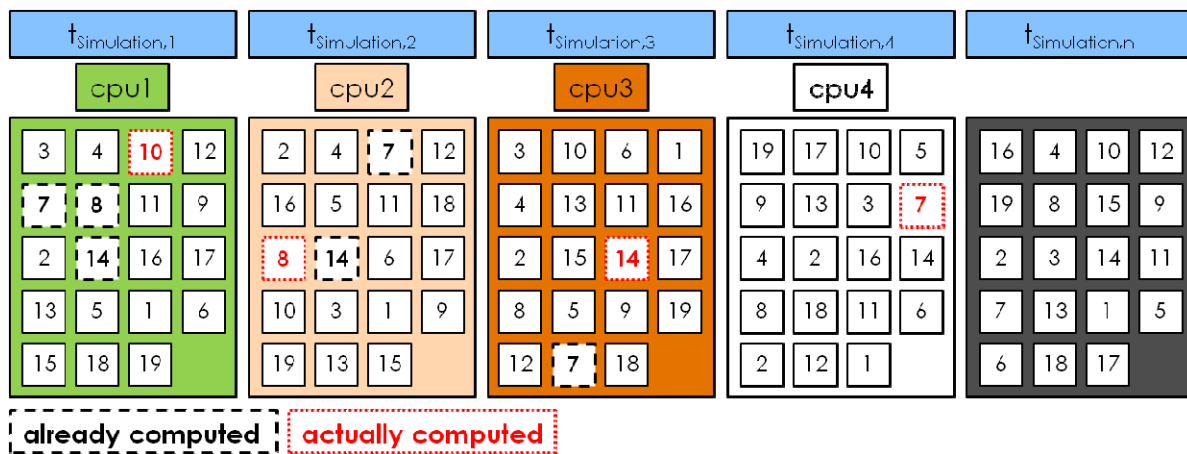 tSimulation,1 tSimulation,2 tSimulation,3 tSimulation,4 tSimulation,n
cpu1 cpu2 cpu3 cpu4
3 4 10 12 2 4 7 12 3 10 6 1 19 17 10 5 16 4 10 12
7 8 11 9 16 5 11 18 4 13 11 16 9 13 3 7 19 8 15 9
2 14 16 17 8 14 6 17 2 15 14 17 4 2 16 14 2 3 14 11
13 5 1 6 10 3 1 9 8 5 9 19 8 18 11 6 7 13 1 5
15 18 19 19 13 15 12 7 18 2 12 1 6 18 17
already computed actually computed